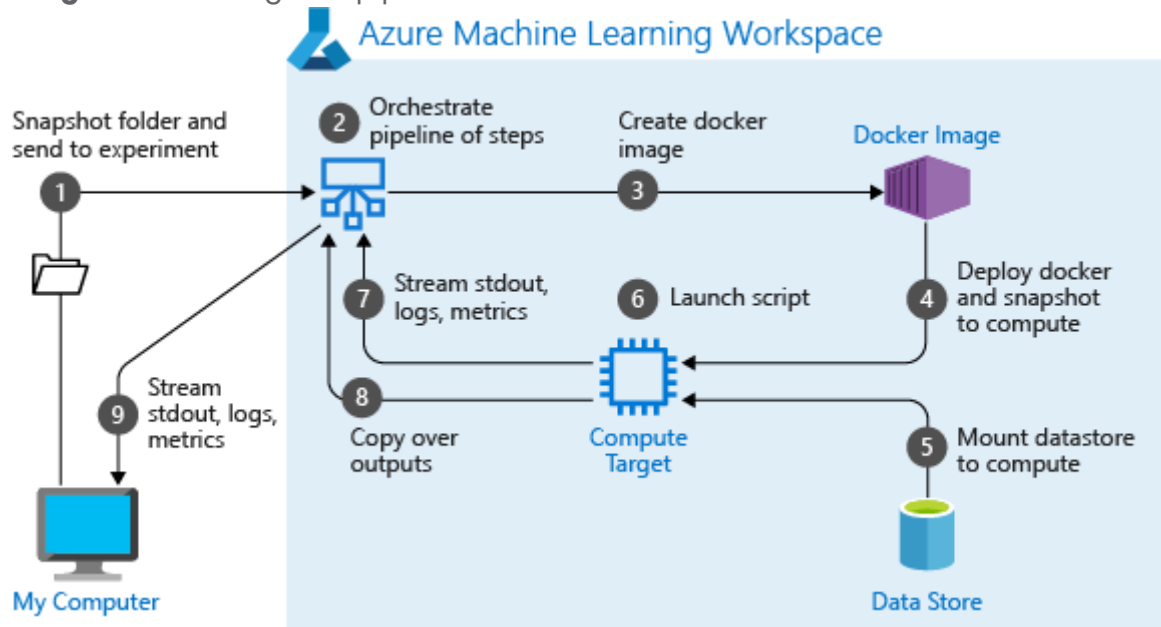 Azure Machine Learning Workspace
Snapshot folder and
send to experiment
1
2
Orchestrate
pipeline of steps
Create docker
image
3
Docker Image
Deploy docker
and snapshot
to compute
4
Stream stdout,
logs, metrics
7
6
Launch script
8
Copy over
outputs
Compute
Target
5
Mount datastore
to compute
Stream
stdout, logs,
metrics
9
My Computer
Data Store